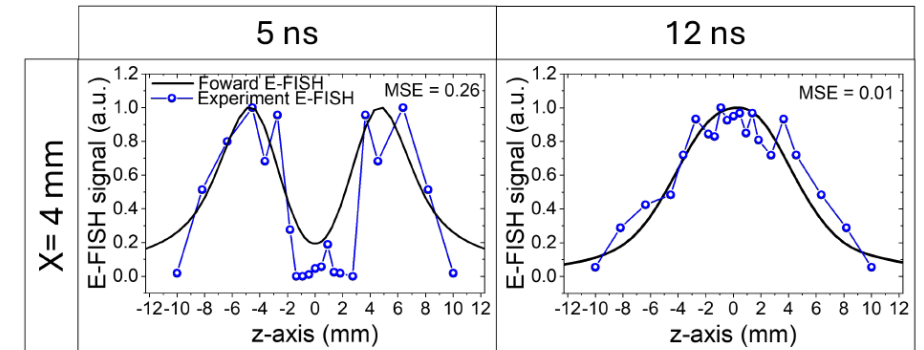 5 ns
12 ns
X= 4 mm
E-FISH signal (a.u.)
1.2
1.0
0.8
0.6
0.4
0.2
0.0
Foward E-FISH
Experiment E-FISH
MSE = 0.26
-12 -10 -8 -6 -4 -2 0 2 4 6 8 10 12
z-axis (mm)
E-FISH signal (a.u.)
1.2
1.0
0.8
0.6
0.4
0.2
0.0
MSE = 0.01
-12 -10 -8 -6 -4 -2 0 2 4 6 8 10 12
z-axis (mm)